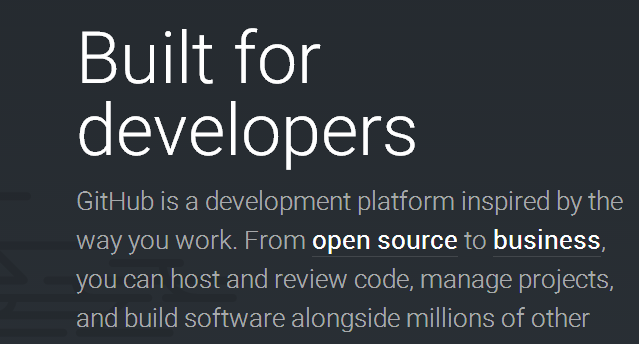 Built for
developers
GitHub is a development platform inspired by the
way you work. From open source to business,
you can host and review code, manage projects,
and build software alongside millions of other